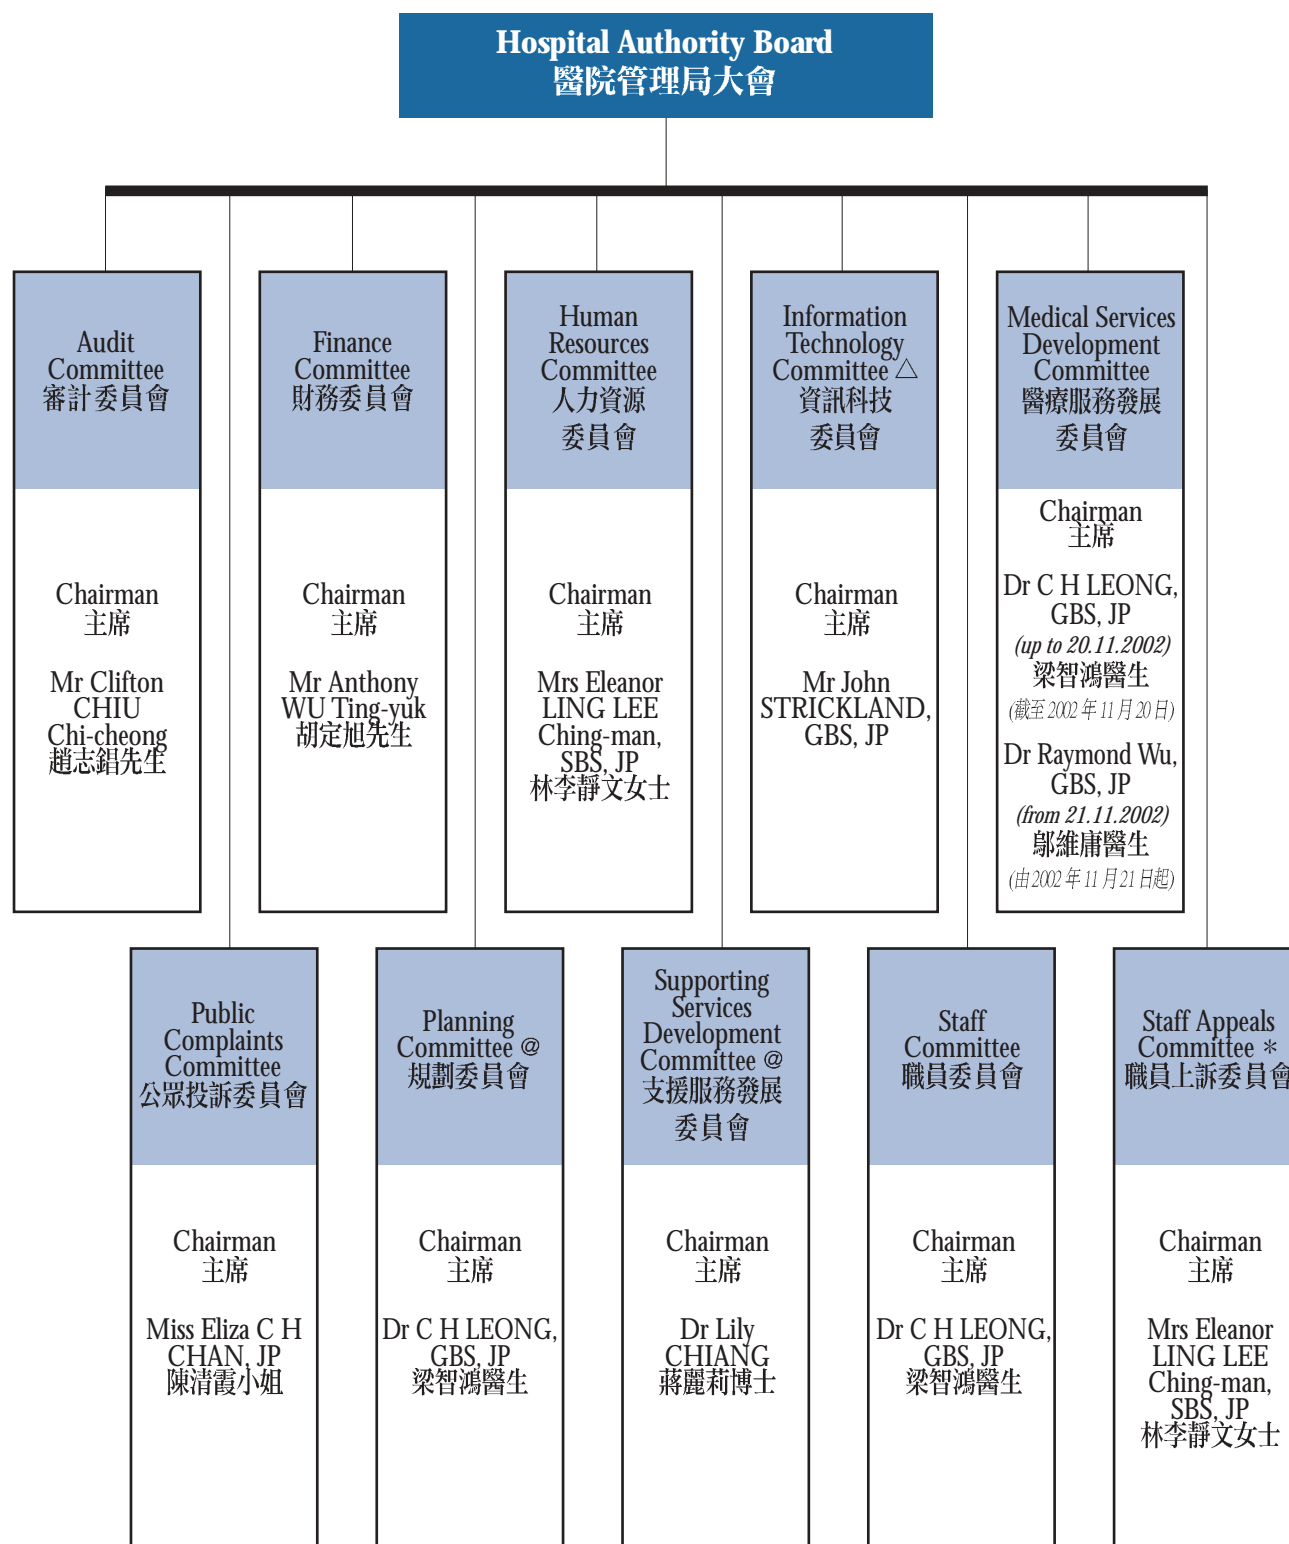 Hospital Authority Board
醫院管理局大會
Audit
Committee
審計委員會
Chairman
主席
Mr Clifton
CHIU
Chi-cheong
趙志錩先生
Finance
Committee
財務委員會
Chairman
主席
Mr Anthony
WU Ting-yuk
胡定旭先生
Human
Resources
Committee
人力資源
委員會
Chairman
主席
Mrs Eleanor
LING LEE
Ching-man,
SBS, JP
林李靜文女士
Information
Technology
Committee △
資訊科技
委員會
Chairman
主席
Mr John
STRICKLAND,
GBS, JP
Medical Services
Development
Committee
醫療服務發展
委員會
Chairman
主席
Dr C H LEONG,
GBS, JP
(up to 20.11.2002)
梁智鴻醫生
(截至2002年11月20日)
Dr Raymond Wu,
GBS, JP
(from 21.11.2002)
鄔維庸醫生
(由2002年11月21日起)
Public
Complaints
Committee
公眾投訴委員會
Chairman
主席
Miss Eliza C H
CHAN, JP
陳清霞小姐
Planning
Committee @
規劃委員會
Chairman
主席
Dr C H LEONG,
GBS, JP
梁智鴻醫生
Supporting
Services
Development
Committee @
支援服務發展
委員會
Chairman
主席
Dr Lily
CHIANG
蔣麗莉博士
Staff
Committee
職員委員會
Chairman
主席
Dr C H LEONG,
GBS, JP
梁智鴻醫生
Staff Appeals
Committee *
職員上訴委員會
Chairman
主席
Mrs Eleanor
LING LEE
Ching-man,
SBS, JP
林李靜文女士